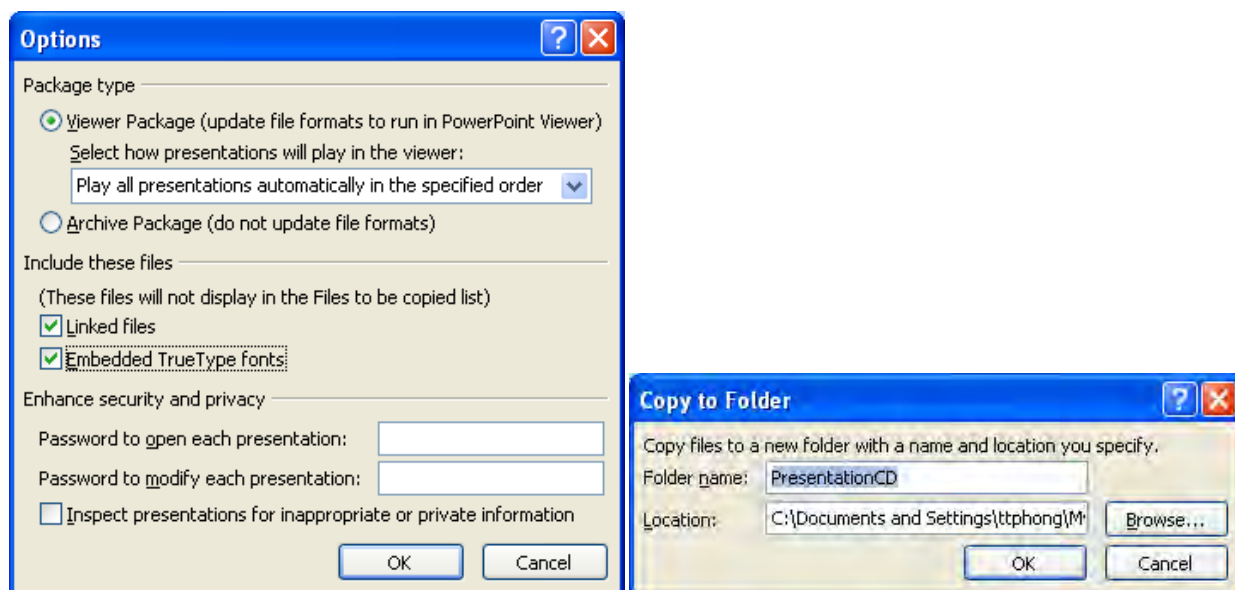 Options
Package type
Viewer Package (update file formats to run in PowerPoint Viewer)
Select how presentations will play in the viewer:
Play all presentations automatically in the specified order
Archive Package (do not update file formats)
Include these files
(These files will not display in the Files to be copied list)
Linked files
Embedded TrueType fonts
Enhance security and privacy
Password to open each presentation:
Password to modify each presentation:
Inspect presentations for inappropriate or private information
OK Cancel
Copy to Folder
Copy files to a new folder with a name and location you specify.
Folder name: PresentationCD
Location: C:\Documents and Settings\ttphong\M Browse...
OK Cancel